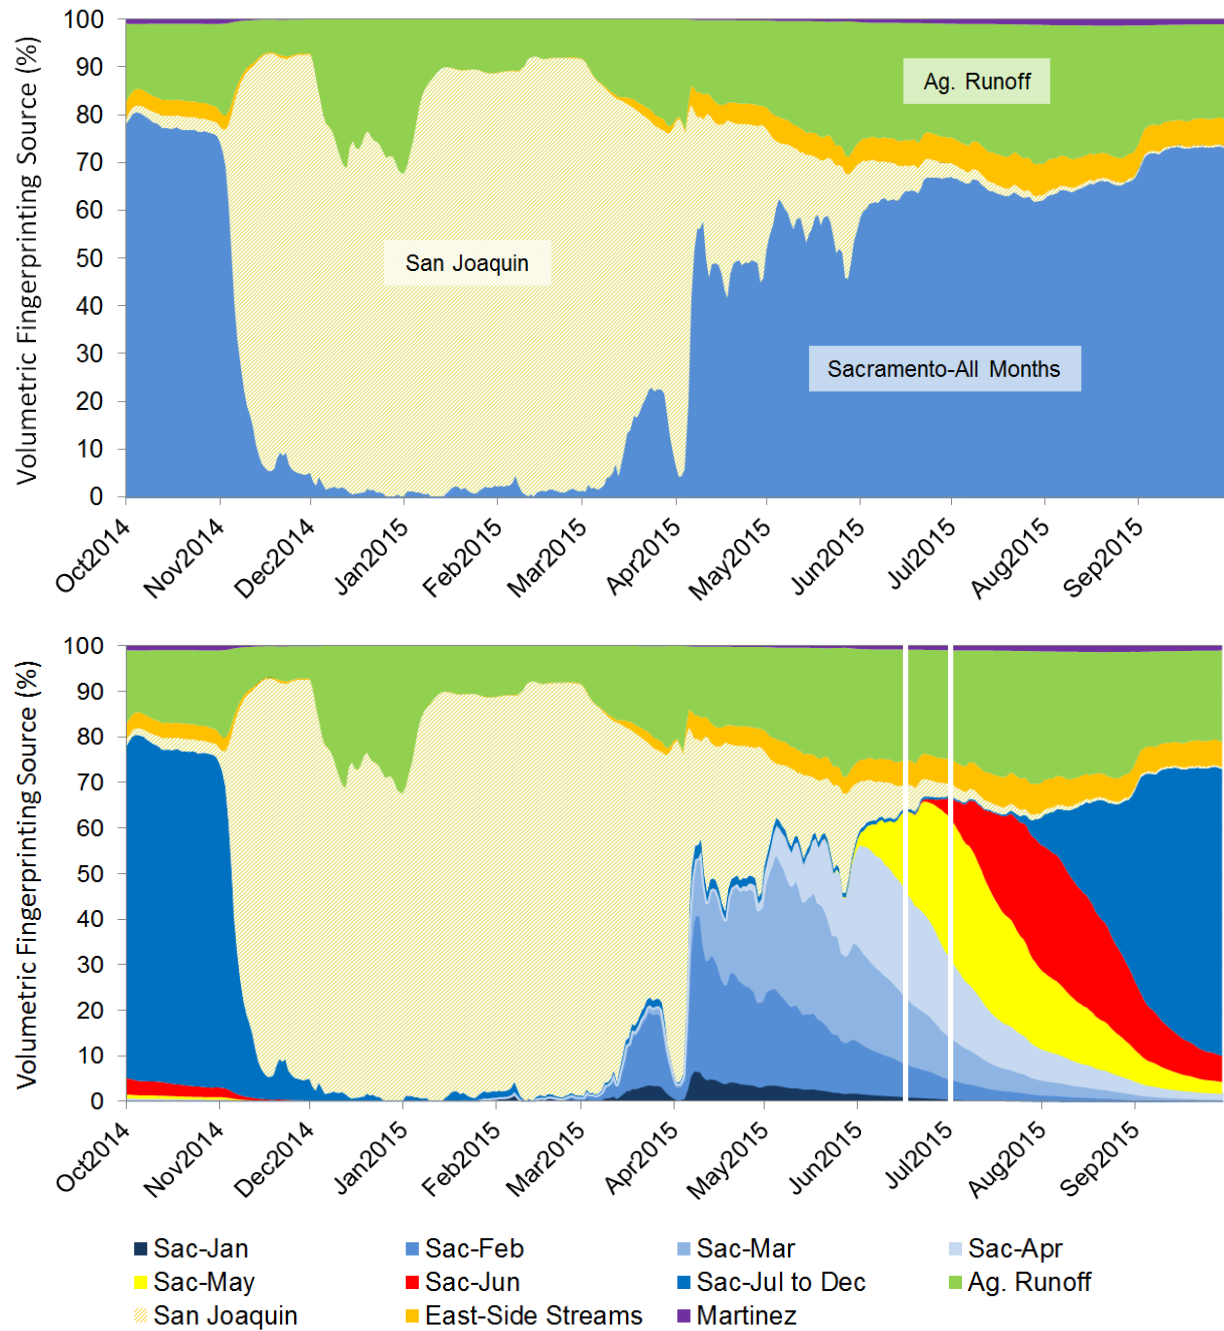 Volumetric Fingerprinting Source (%)
100
90
80
70
60
50
40
30
20
10
0
Ag. Runoff
San Joaquin
Sacramento-All Months
Oct2014
Nov2014
Dec2014
Jan2015
Feb2015
Mar2015
Apr2015
May2015
Jun2015
Jul2015
Aug2015
Sep2015
Volumetric Fingerprinting Source (%)
100
90
80
70
60
50
40
30
20
10
0
Oct2014
Nov2014
Dec2014
Jan2015
Feb2015
Mar2015
Apr2015
May2015
Jun2015
Jul2015
Aug2015
Sep2015
Sac-Jan Sac-Feb Sac-Mar Sac-Apr
Sac-May Sac-Jun Sac-Jul to Dec Ag. Runoff
San Joaquin East-Side Streams Martinez